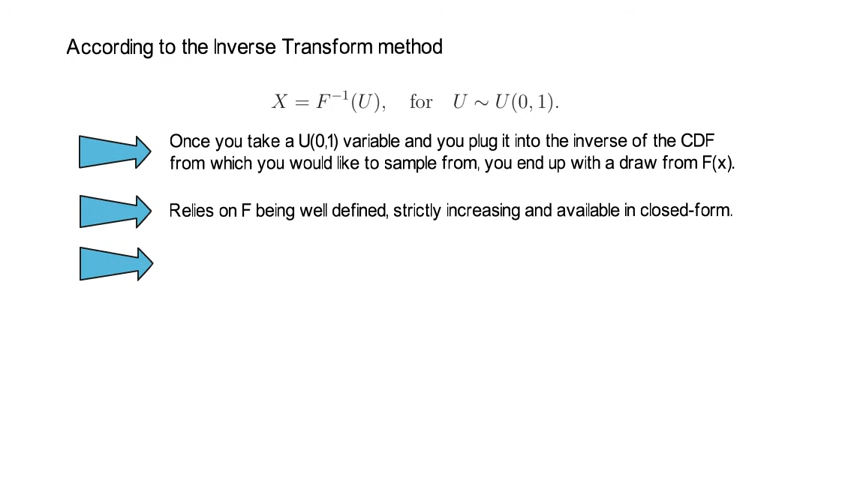 According to the Inverse Transform method
X = F⁻¹(U), for U ∼ U(0, 1).
Once you take a U(0,1) variable and you plug it into the inverse of the CDF
from which you would like to sample from, you end up with a draw from F(x).
Relies on F being well defined, strictly increasing and available in closed-form.